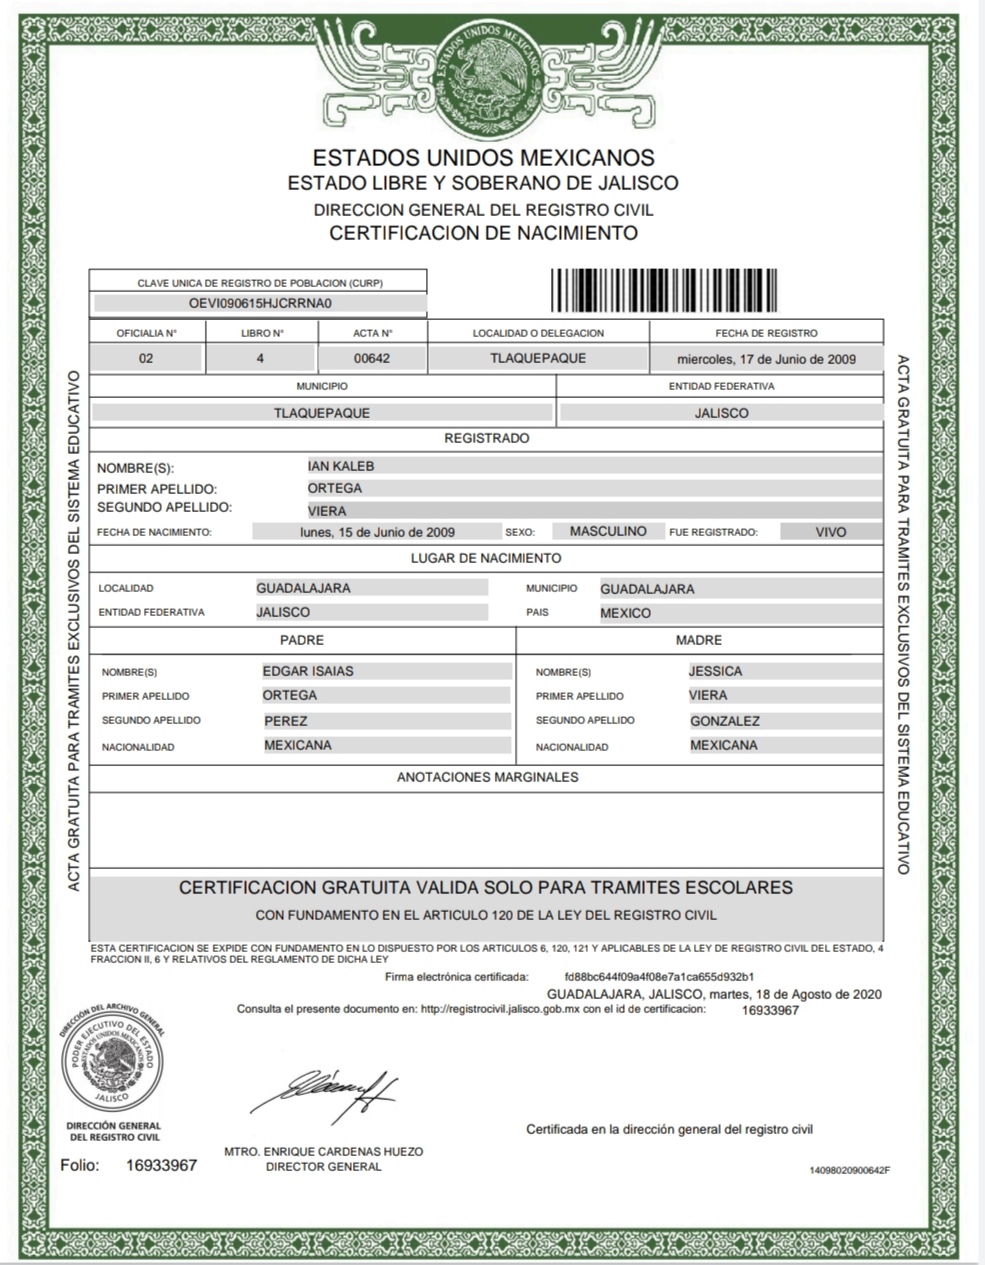 ESTADOS UNIDOS MEXICANOS
ESTADOS UNIDOS MEXICANOS
ESTADO LIBRE Y SOBERANO DE JALISCO
DIRECCION GENERAL DEL REGISTRO CIVIL
CERTIFICACION DE NACIMIENTO
CLAVE UNICA DE REGISTRO DE POBLACION (CURP)
OEVI090615HJCRRNA0
OFICIALIA N° LIBRO N° ACTA N° LOCALIDAD O DELEGACION FECHA DE REGISTRO
02 4 00642 TLAQUEPAQUE miercoles, 17 de Junio de 2009
MUNICIPIO ENTIDAD FEDERATIVA
TLAQUEPAQUE JALISCO
REGISTRADO
NOMBRE(S): IAN KALEB
PRIMER APELLIDO: ORTEGA
SEGUNDO APELLIDO: VIERA
FECHA DE NACIMIENTO: lunes, 15 de Junio de 2009 SEXO: MASCULINO FUE REGISTRADO: VIVO
LUGAR DE NACIMIENTO
LOCALIDAD GUADALAJARA MUNICIPIO GUADALAJARA
ENTIDAD FEDERATIVA JALISCO PAIS MEXICO
PADRE MADRE
NOMBRE(S) EDGAR ISAIAS NOMBRE(S) JESSICA
PRIMER APELLIDO ORTEGA PRIMER APELLIDO VIERA
SEGUNDO APELLIDO PEREZ SEGUNDO APELLIDO GONZALEZ
NACIONALIDAD MEXICANA NACIONALIDAD MEXICANA
ANOTACIONES MARGINALES
CERTIFICACION GRATUITA VALIDA SOLO PARA TRAMITES ESCOLARES
CON FUNDAMENTO EN EL ARTICULO 120 DE LA LEY DEL REGISTRO CIVIL
ACTA GRATUITA PARA TRAMITES EXCLUSIVOS DEL SISTEMA EDUCATIVO
ACTA GRATUITA PARA TRAMITES EXCLUSIVOS DEL SISTEMA EDUCATIVO
ESTA CERTIFICACION SE EXPIDE CON FUNDAMENTO EN LO DISPUESTO POR LOS ARTICULOS 6, 120, 121 Y APLICABLES DE LA LEY DE REGISTRO CIVIL DEL ESTADO, 4
FRACCION II, 6 Y RELATIVOS DEL REGLAMENTO DE DICHA LEY
Firma electrónica certificada: fd88bc644f09a4f08e7a1ca655d932b1
GUADALAJARA, JALISCO, martes, 18 de Agosto de 2020
Consulta el presente documento en: http://registrocivil.jalisco.gob.mx con el id de certificacion: 16933967
DIRECCIÓN DEL ARCHIVO GENERAL
PODER EJECUTIVO DEL ESTADO
ESTADOS UNIDOS MEXICANOS
JALISCO
DIRECCIÓN GENERAL
DEL REGISTRO CIVIL
Certificada en la dirección general del registro civil
MTRO. ENRIQUE CARDENAS HUEZO
DIRECTOR GENERAL
Folio: 16933967
14098020900642F